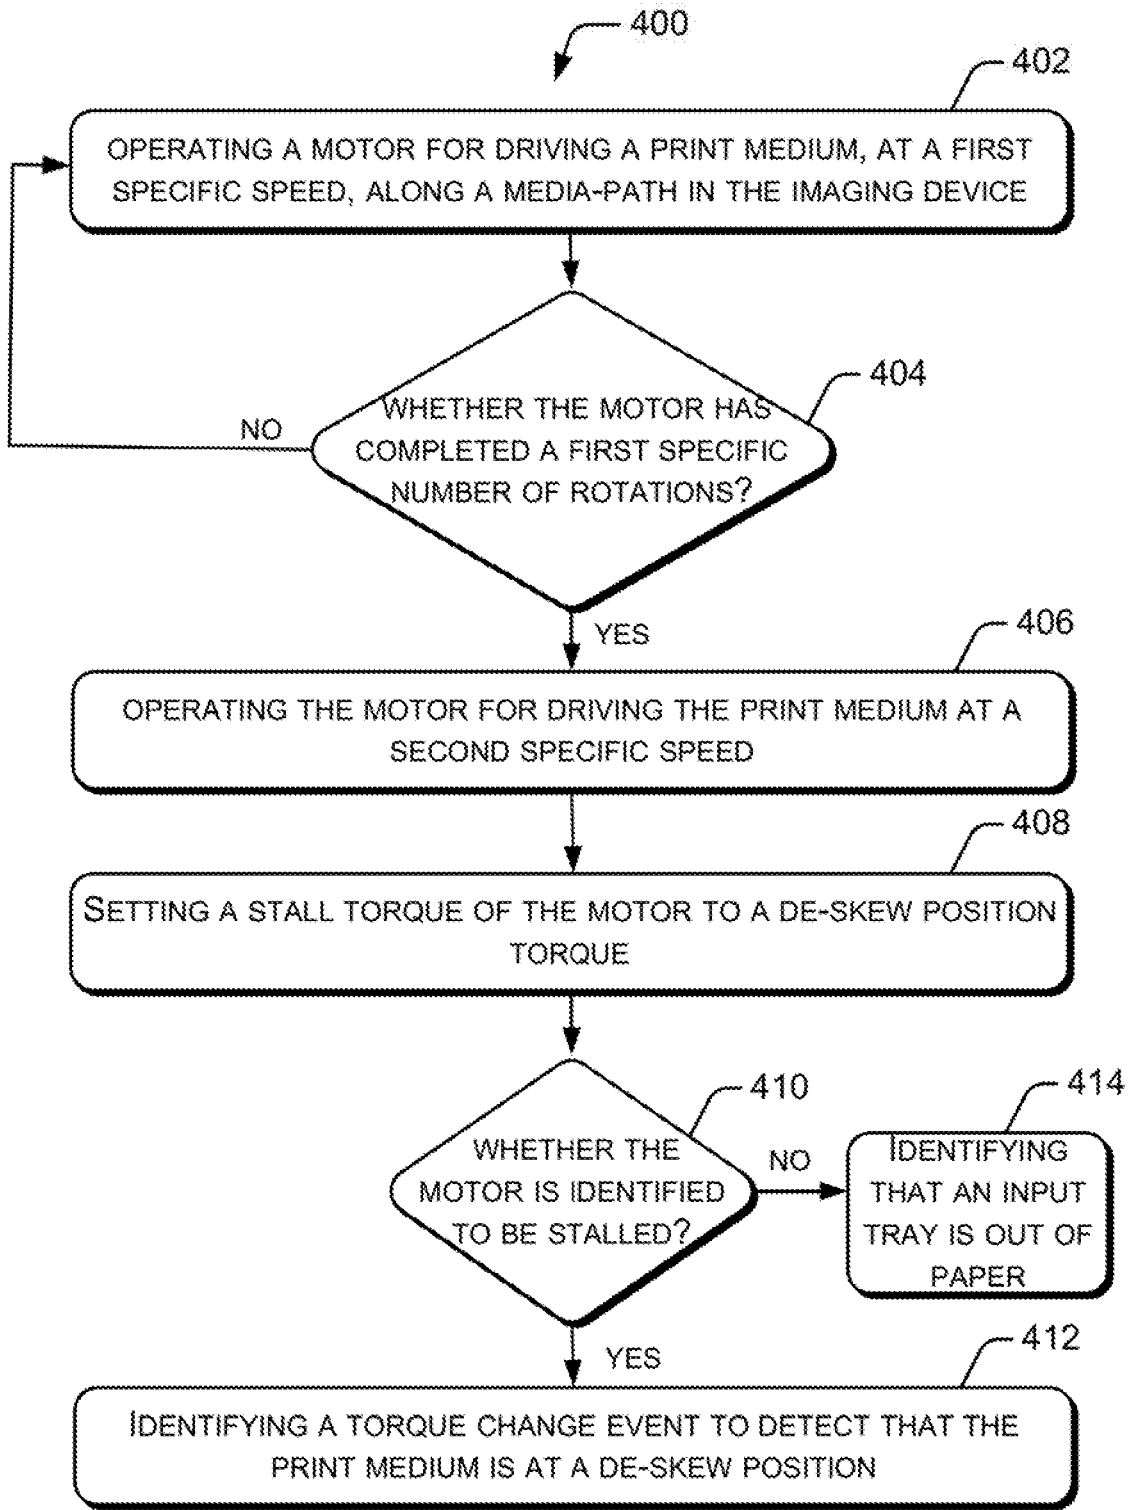 400
402
OPERATING A MOTOR FOR DRIVING A PRINT MEDIUM, AT A FIRST
SPECIFIC SPEED, ALONG A MEDIA-PATH IN THE IMAGING DEVICE
404
WHETHER THE MOTOR HAS
COMPLETED A FIRST SPECIFIC
NUMBER OF ROTATIONS?
NO
YES
406
OPERATING THE MOTOR FOR DRIVING THE PRINT MEDIUM AT A
SECOND SPECIFIC SPEED
408
SETTING A STALL TORQUE OF THE MOTOR TO A DE-SKEW POSITION
TORQUE
410
WHETHER THE
MOTOR IS IDENTIFIED
TO BE STALLED?
NO
414
IDENTIFYING
THAT AN INPUT
TRAY IS OUT OF
PAPER
YES
412
IDENTIFYING A TORQUE CHANGE EVENT TO DETECT THAT THE
PRINT MEDIUM IS AT A DE-SKEW POSITION